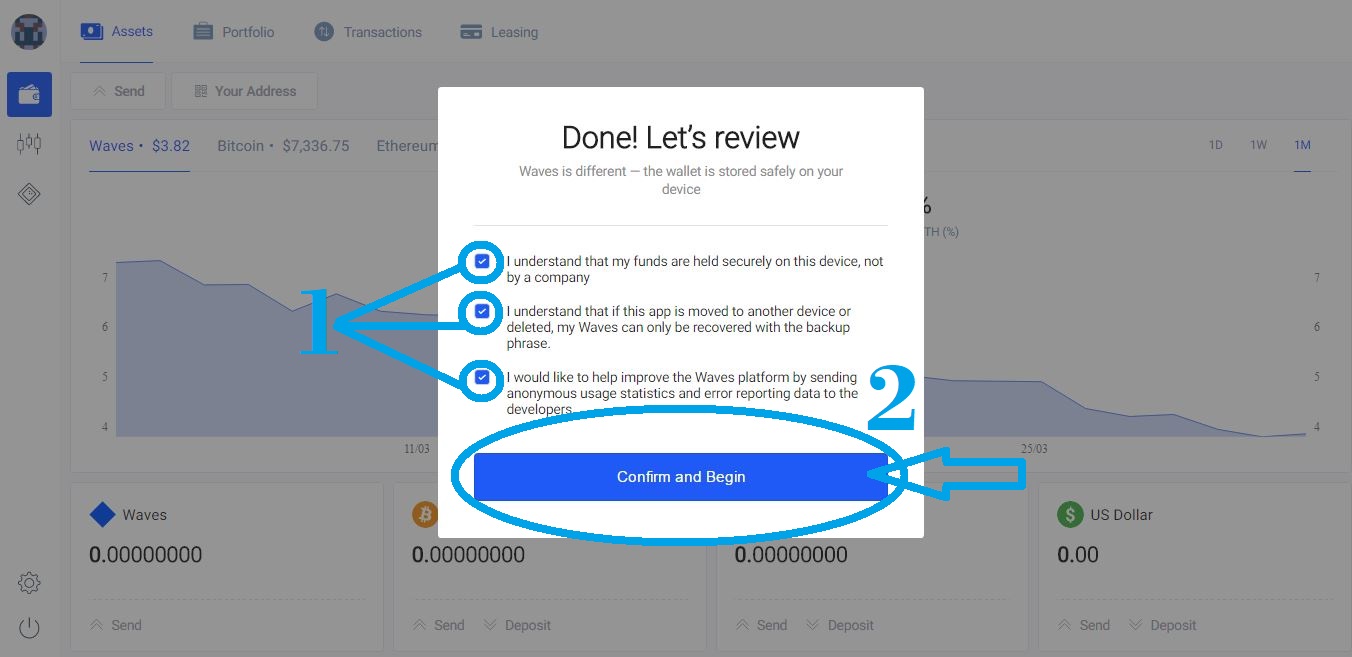 Assets
Portfolio
Transactions
Leasing
Send
Your Address
Waves • $3.82
Bitcoin • $7,336.75
Ethereum
1D
1W
1M
%
TH (%)
Done! Let's review
Waves is different — the wallet is stored safely on your
device
I understand that my funds are held securely on this device, not
by a company
I understand that if this app is moved to another device or
deleted, my Waves can only be recovered with the backup
phrase.
I would like to help improve the Waves platform by sending
anonymous usage statistics and error reporting data to the
developers.
1
2
Confirm and Begin
7
6
5
4
7
6
5
4
11/03
25/03
Waves
0.00000000
Send
0.00000000
Send
Deposit
0.00000000
Send
Deposit
US Dollar
0.00
Send
Deposit